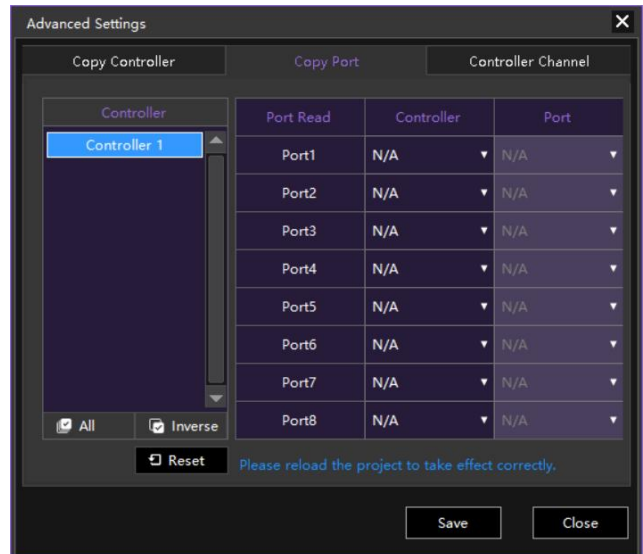 Advanced Settings
Copy Controller Copy Port Controller Channel
Controller
Controller 1
All Inverse
Reset
Port Read Controller Port
Port1 N/A N/A
Port2 N/A N/A
Port3 N/A N/A
Port4 N/A N/A
Port5 N/A N/A
Port6 N/A N/A
Port7 N/A N/A
Port8 N/A N/A
Please reload the project to take effect correctly.
Save Close